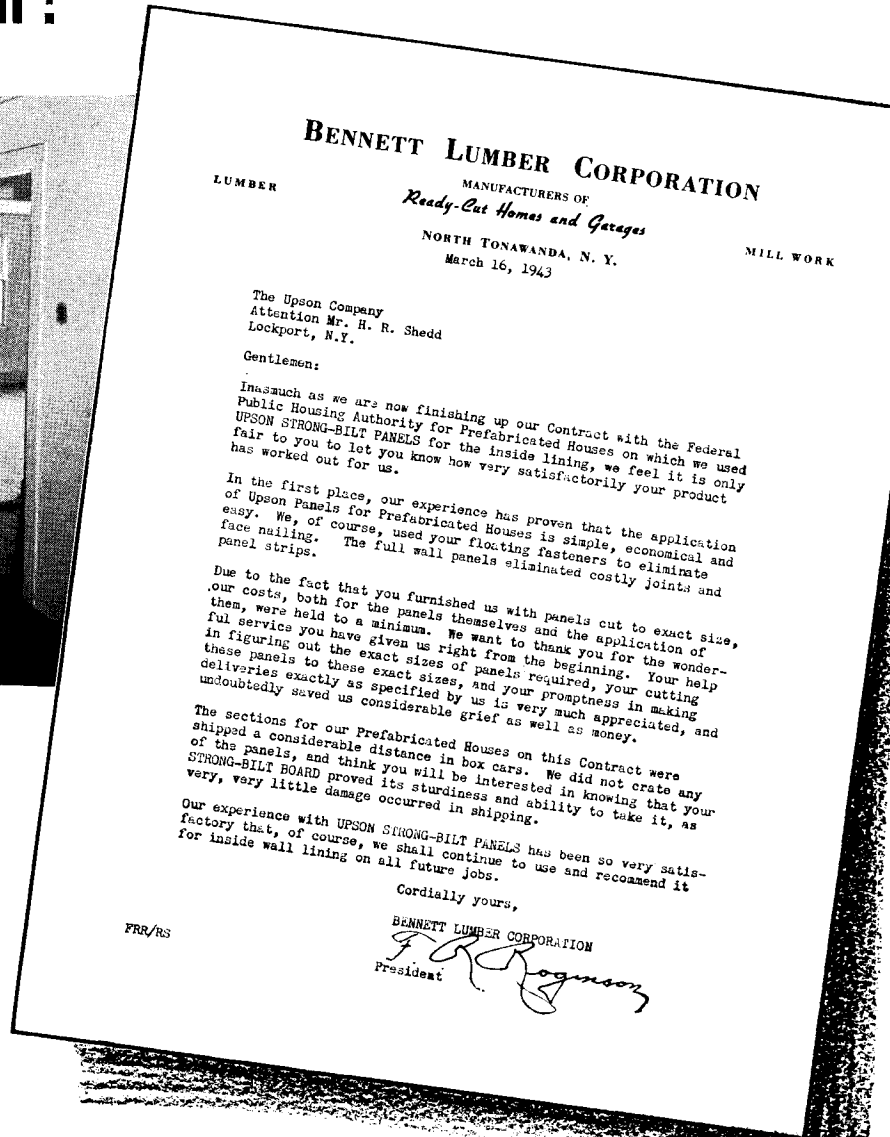 BENNETT LUMBER CORPORATION
LUMBER
MANUFACTURERS OF
Ready-Cut Homes and Garages
NORTH TONAWANDA, N. Y.
MILL WORK
March 16, 1943
The Upson Company
Attention Mr. H. R. Shedd
Lockport, N.Y.
Gentlemen:
Inasmuch as we are now finishing up our Contract with the Federal
Public Housing Authority for Prefabricated Houses on which we used
UPSON STRONG-BILT PANELS for the inside lining, we feel it is only
fair to you to let you know how very satisfactorily your product
has worked out for us.
In the first place, our experience has proven that the application
of Upson Panels for Prefabricated Houses is simple, economical and
easy. We, of course, used your floating fasteners to eliminate
face nailing. The full wall panels eliminated costly joints and
panel strips.
Due to the fact that you furnished us with panels cut to exact size,
our costs, both for the panels themselves and the application of
them, were held to a minimum. We want to thank you for the wonder-
ful service you have given us right from the beginning. Your help
in figuring out the exact sizes of panels required, your cutting
these panels to these exact sizes, and your promptness in making
deliveries exactly as specified by us is very much appreciated, and
undoubtedly saved us considerable grief as well as money.
The sections for our Prefabricated Houses on this Contract were
shipped a considerable distance in box cars. We did not crate any
of the panels, and think you will be interested in knowing that your
STRONG-BILT BOARD proved its sturdiness and ability to take it, as
very, very little damage occurred in shipping.
Our experience with UPSON STRONG-BILT PANELS has been so very satis-
factory that, of course, we shall continue to use and recommend it
for inside wall lining on all future jobs.
Cordially yours,
BENNETT LUMBER CORPORATION
F R Roginson
President
FRR/RS